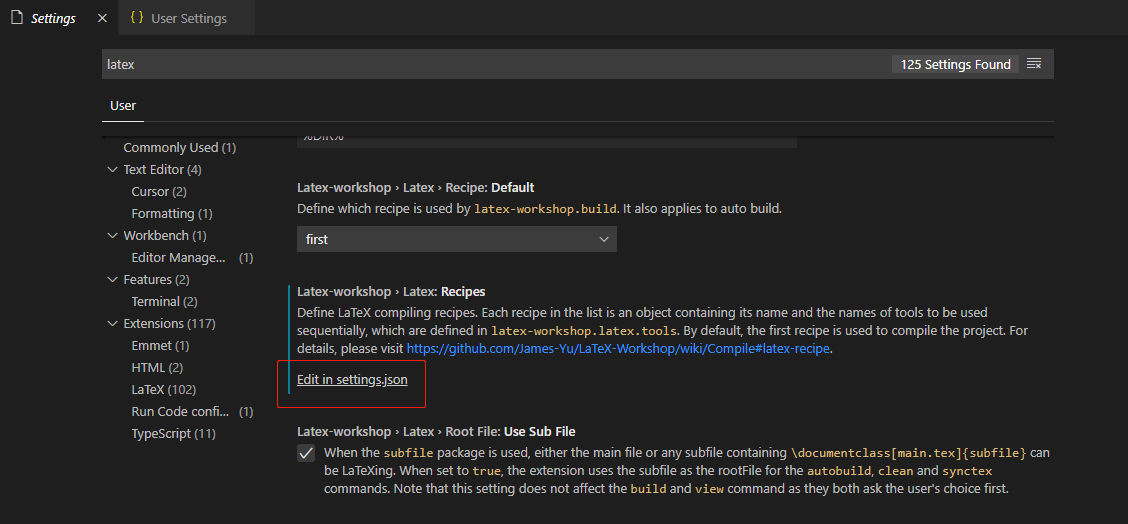 Settings
{ } User Settings
latex
125 Settings Found
User
Commonly Used (1)
Text Editor (4)
Cursor (2)
Formatting (1)
Workbench (1)
Editor Manage... (1)
Features (2)
Terminal (2)
Extensions (117)
Emmet (1)
HTML (2)
LaTeX (102)
Run Code confi... (1)
TypeScript (11)
%DIR%
Latex-workshop › Latex › Recipe: Default
Define which recipe is used by latex-workshop.build. It also applies to auto build.
first
Latex-workshop › Latex: Recipes
Define LaTeX compiling recipes. Each recipe in the list is an object containing its name and the names of tools to be used
sequentially, which are defined in latex-workshop.latex.tools. By default, the first recipe is used to compile the project. For
details, please visit https://github.com/James-Yu/LaTeX-Workshop/wiki/Compile#latex-recipe.
Edit in settings.json
Latex-workshop › Latex › Root File: Use Sub File
When the subfile package is used, either the main file or any subfile containing \documentclass[main.tex]{subfile} can
be LaTeXing. When set to true, the extension uses the subfile as the rootFile for the autobuild, clean and synctex
commands. Note that this setting does not affect the build and view command as they both ask the user's choice first.